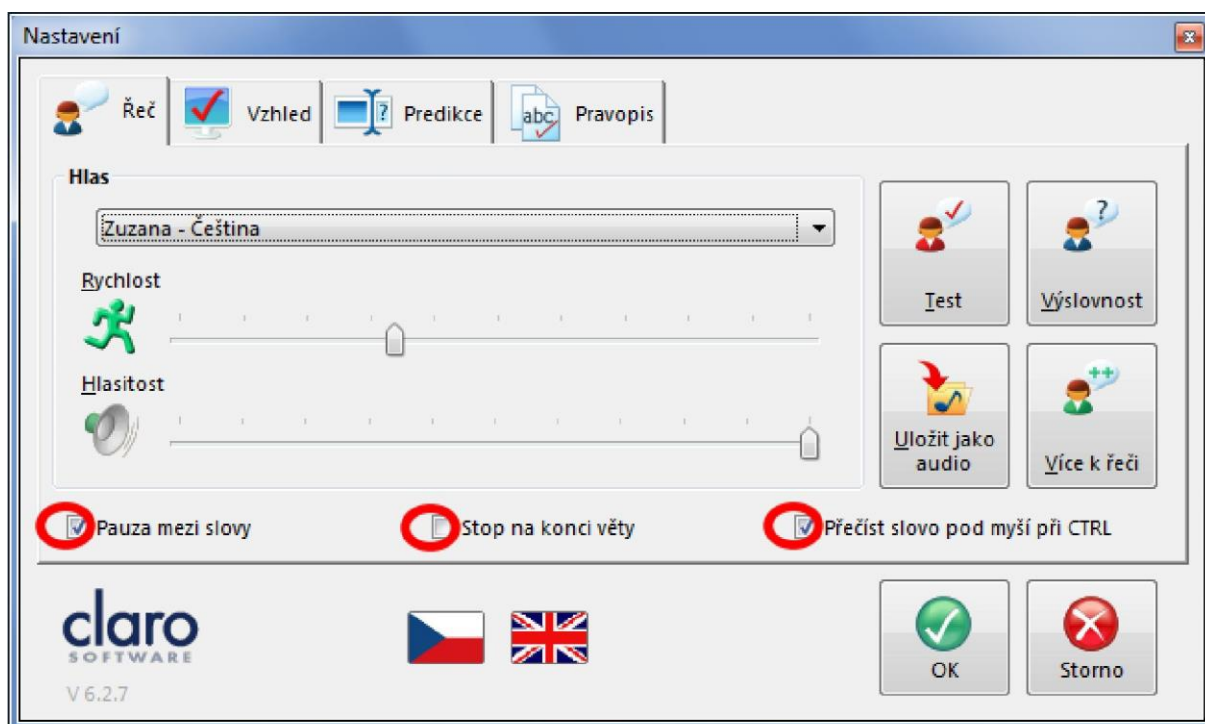 Nastavení
Řeč
Vzhled
?
Predikce
abc
Pravopis
Hlas
Zuzana - Čeština
Rychlost
Hlasitost
?
Test
Výslovnost
++
Uložit jako
audio
Více k řeči
Pauza mezi slovy
Stop na konci věty
Přečíst slovo pod myší při CTRL
claro
SOFTWARE
V 6.2.7
OK
Storno